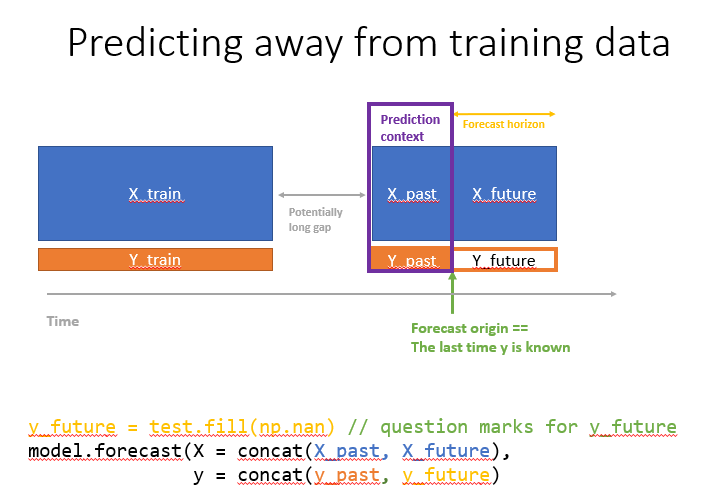 Predicting away from training data
Prediction
context
Forecast horizon
X_train
Potentially
long gap
X_past
X_future
Y_train
Y_past
Y_future
Time
Forecast origin ==
The last time y is known
y_future = test.fill(np.nan) // question marks for y_future
model.forecast(X = concat(X_past, X_future),
y = concat(y_past, y_future)